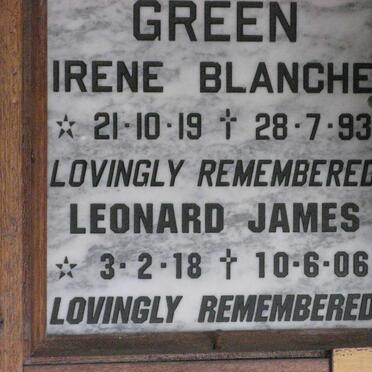 GREEN
IRENE BLANCHE
☆ 21·10·19 ✝ 28·7·93
LOVINGLY REMEMBERED
LEONARD JAMES
☆ 3·2·18 ✝ 10·6·06
LOVINGLY REMEMBERED